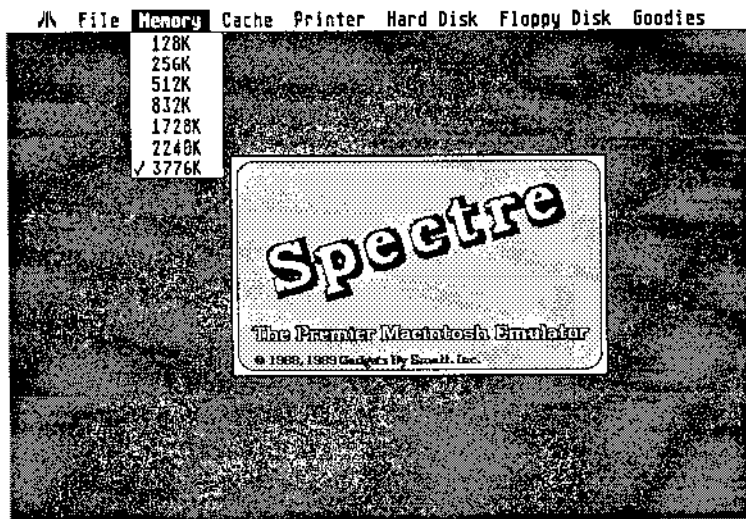 File Memory Cache Printer Hard Disk Floppy Disk Goodies
128K
256K
512K
832K
1728K
2240K
✓ 3776K
Spectre
The Premier Macintosh Emulator
© 1988, 1989 Gadgets By Small, Inc.